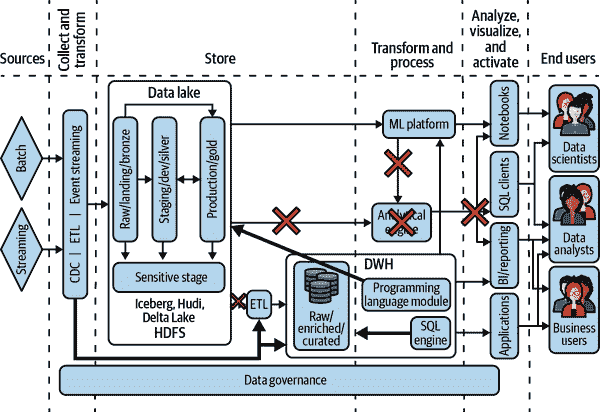 Sources
Collect and
transform
Store
Transform and
process
Analyze,
visualize,
and
activate
End users
Batch
Streaming
CDC | ETL | Event streaming
Data lake
Raw/landing/bronze
Staging/dev/silver
Production/gold
Sensitive stage
Iceberg, Hudi,
Delta Lake
HDFS
ETL
ML platform
Analytical
engine
DWH
Raw/
enriched/
curated
Programming
language module
SQL
engine
Notebooks
SQL clients
BI/reporting
Applications
Data
scientists
Data
analysts
Business
users
Data governance